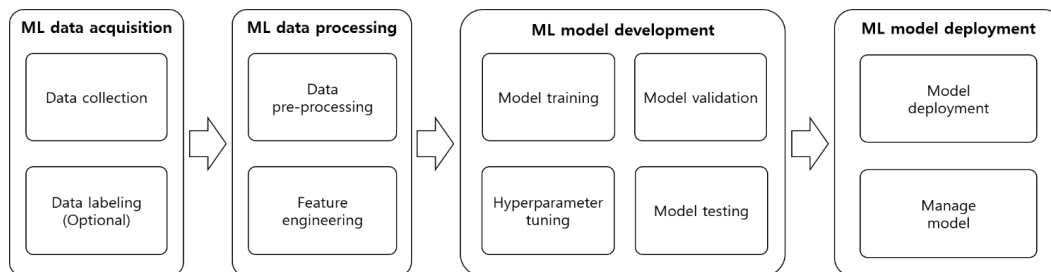 ML data acquisition
Data collection
Data labeling
(Optional)
ML data processing
Data
pre-processing
Feature
engineering
ML model development
Model training
Model validation
Hyperparameter
tuning
Model testing
ML model deployment
Model
deployment
Manage
model